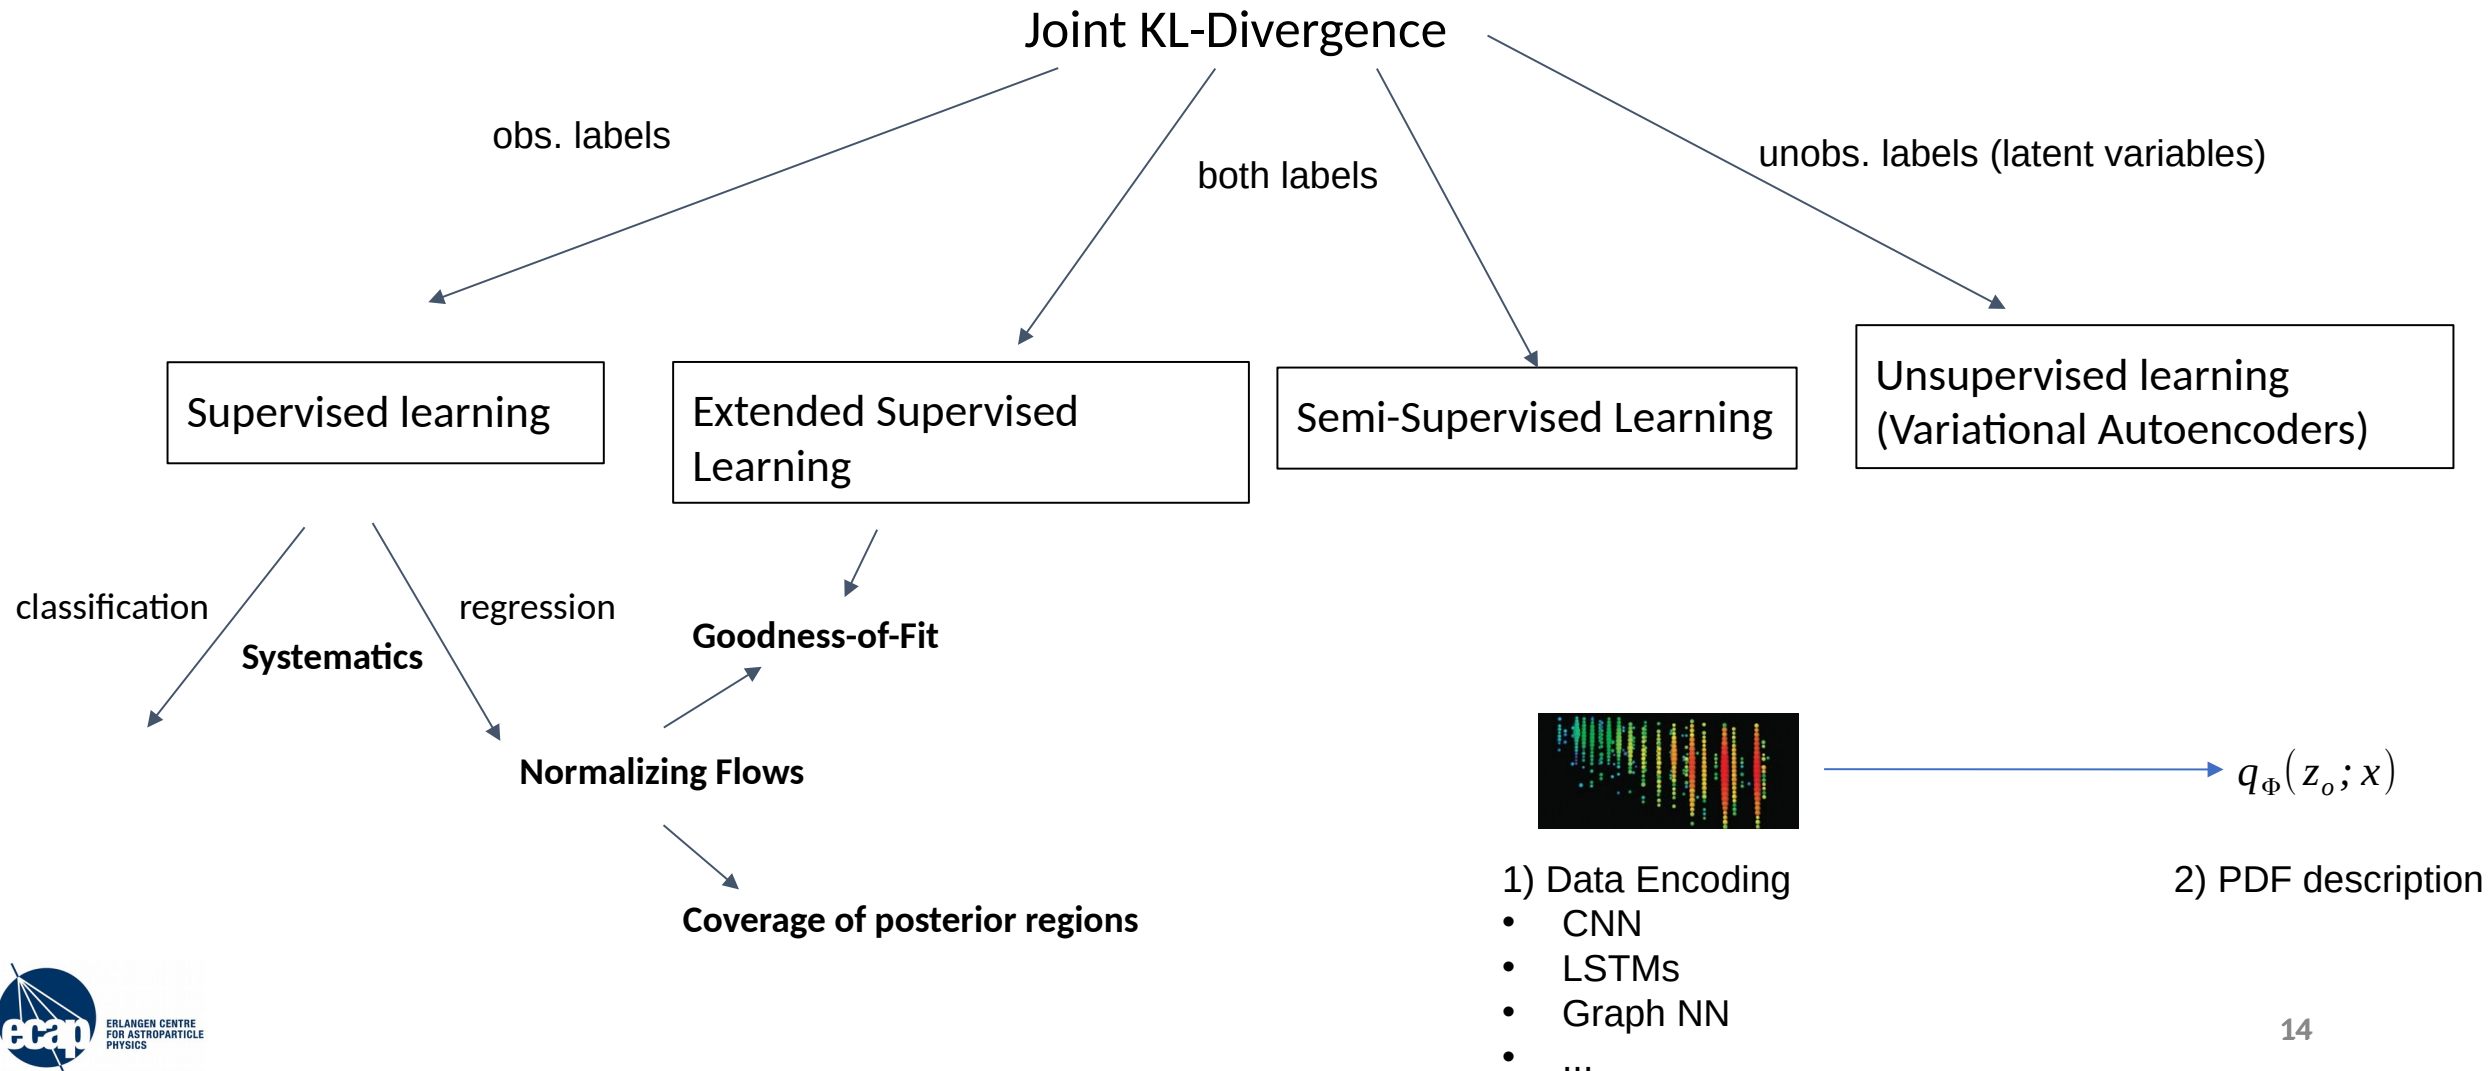 Joint KL-Divergence
obs. labels
both labels
unobs. labels (latent variables)
Supervised learning
Extended Supervised
Learning
Semi-Supervised Learning
Unsupervised learning
(Variational Autoencoders)
classification
regression
Systematics
Goodness-of-Fit
Normalizing Flows
Coverage of posterior regions
q_Φ(z_o; x)
1) Data Encoding
• CNN
• LSTMs
• Graph NN
• ...
2) PDF description
ecap
ERLANGEN CENTRE
FOR ASTROPARTICLE
PHYSICS
14